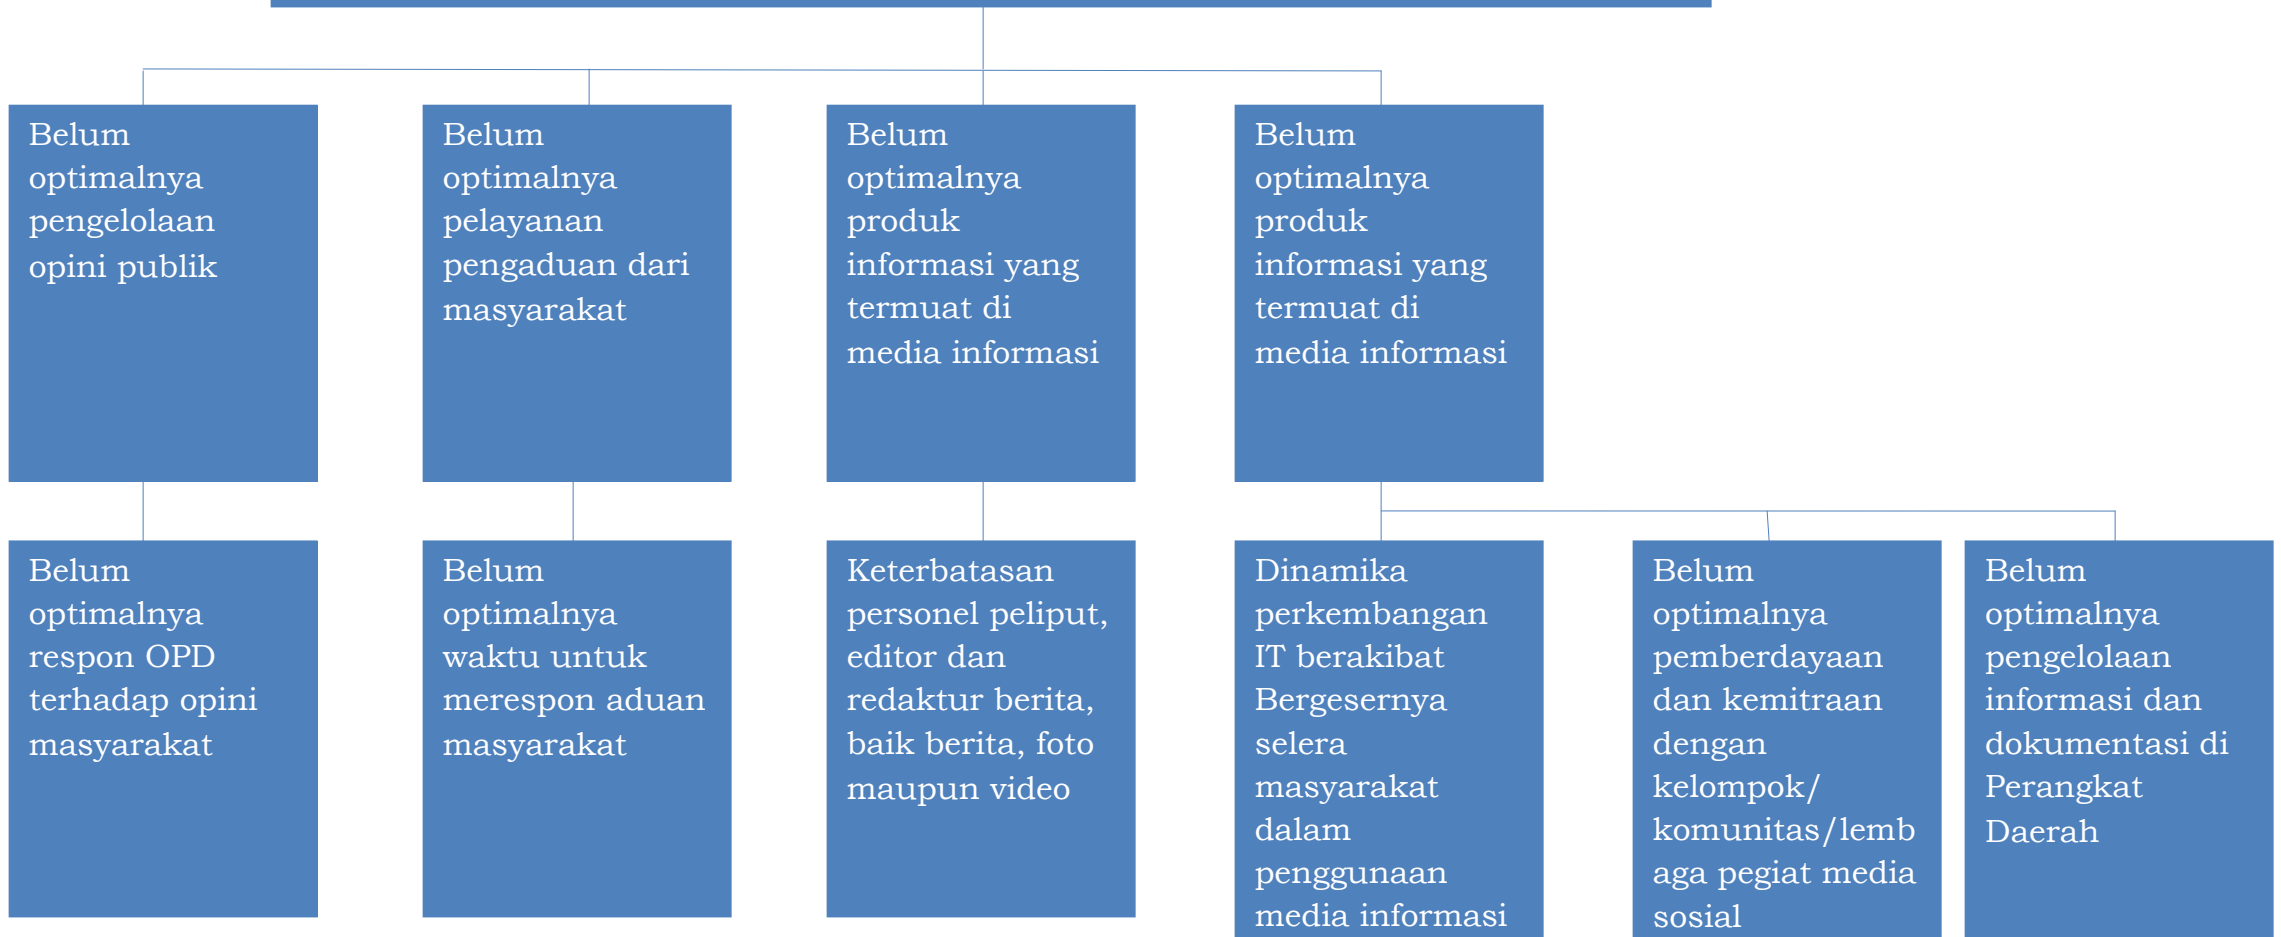 Belum
optimalnya
pengelolaan
opini publik
Belum
optimalnya
pelayanan
pengaduan dari
masyarakat
Belum
optimalnya
produk
informasi yang
termuat di
media informasi
Belum
optimalnya
produk
informasi yang
termuat di
media informasi
Belum
optimalnya
respon OPD
terhadap opini
masyarakat
Belum
optimalnya
waktu untuk
merespon aduan
masyarakat
Keterbatasan
personel peliput,
editor dan
redaktur berita,
baik berita, foto
maupun video
Dinamika
perkembangan
IT berakibat
Bergesernya
selera
masyarakat
dalam
penggunaan
media informasi
Belum
optimalnya
pemberdayaan
dan kemitraan
dengan
kelompok/
komunitas/lemb
aga pegiat media
sosial
Belum
optimalnya
pengelolaan
informasi dan
dokumentasi di
Perangkat
Daerah